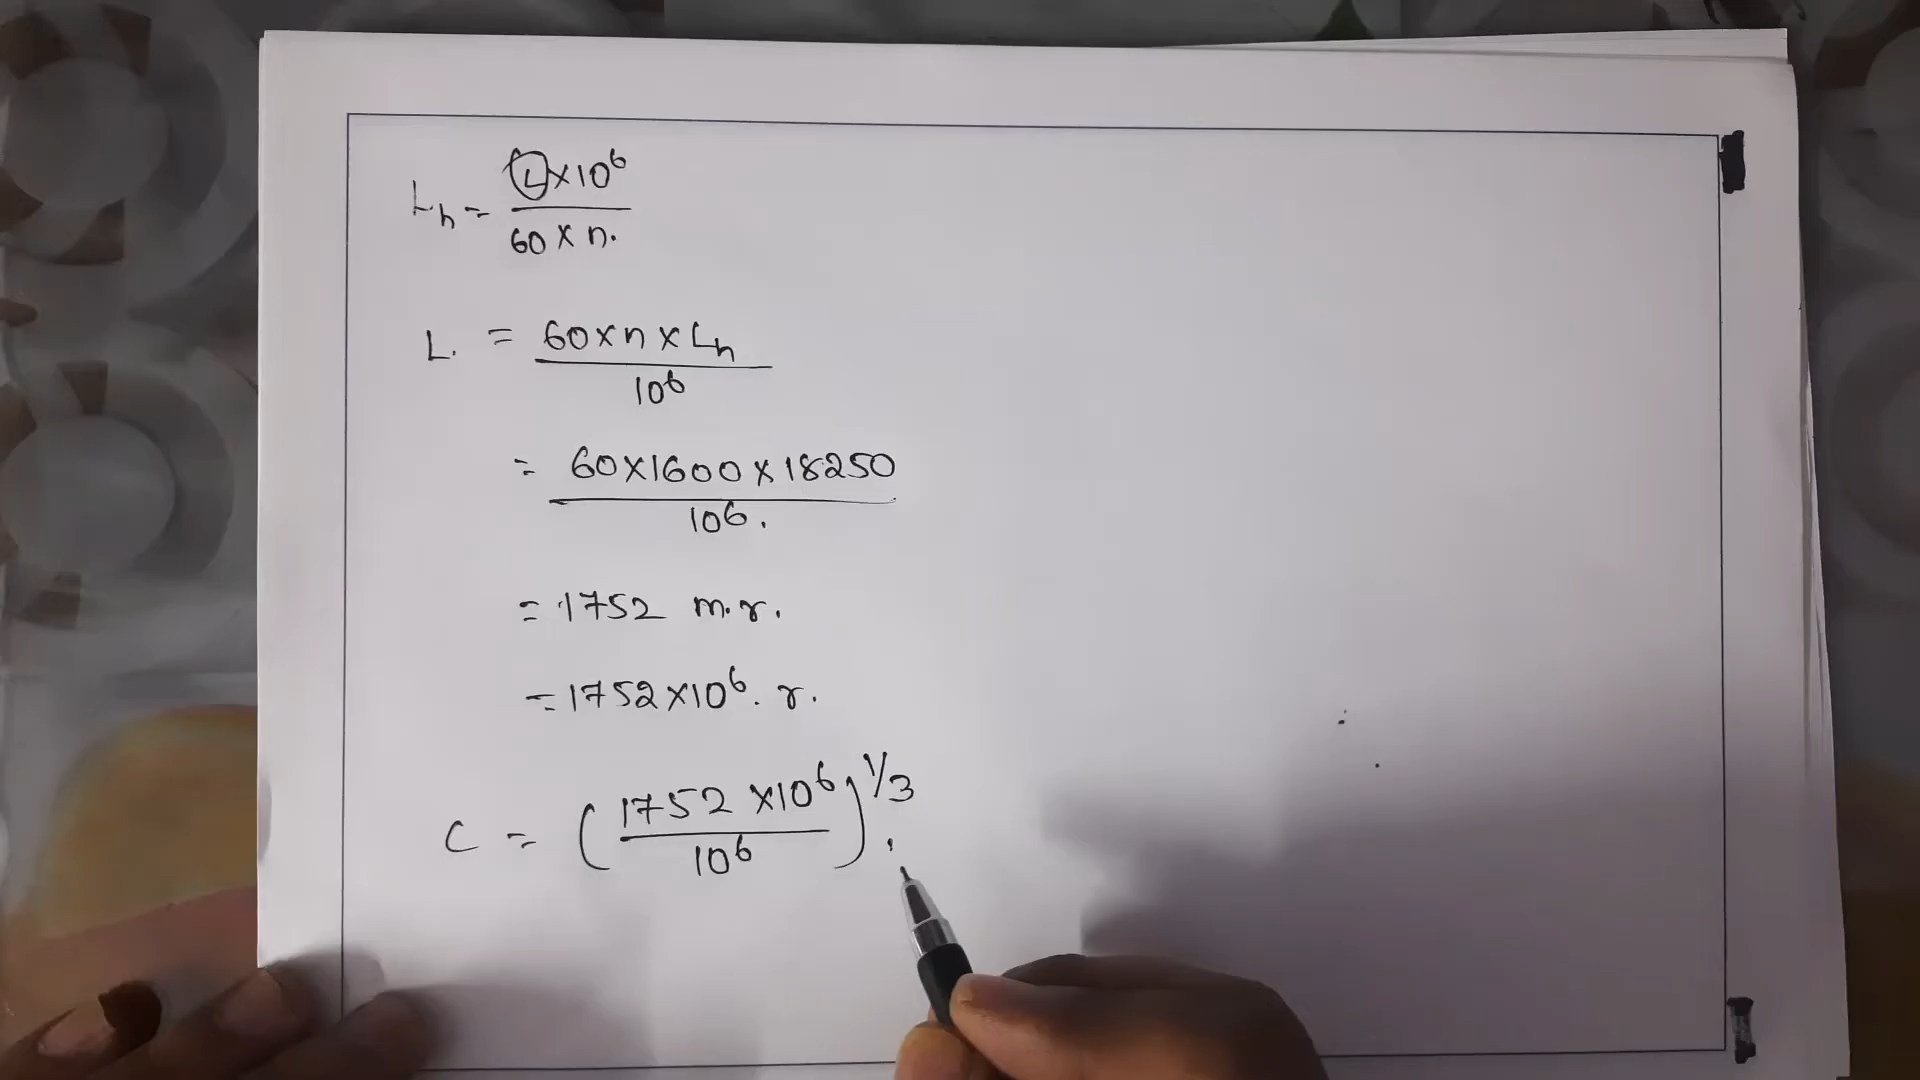 Lh = L×10⁶ / 60 × n.
L. = 60×n×Lh / 10⁶
= 60×1600×18250 / 10⁶.
= 1752 m.r.
= 1752×10⁶. r.
C = (1752 ×10⁶ / 10⁶)^1/3.